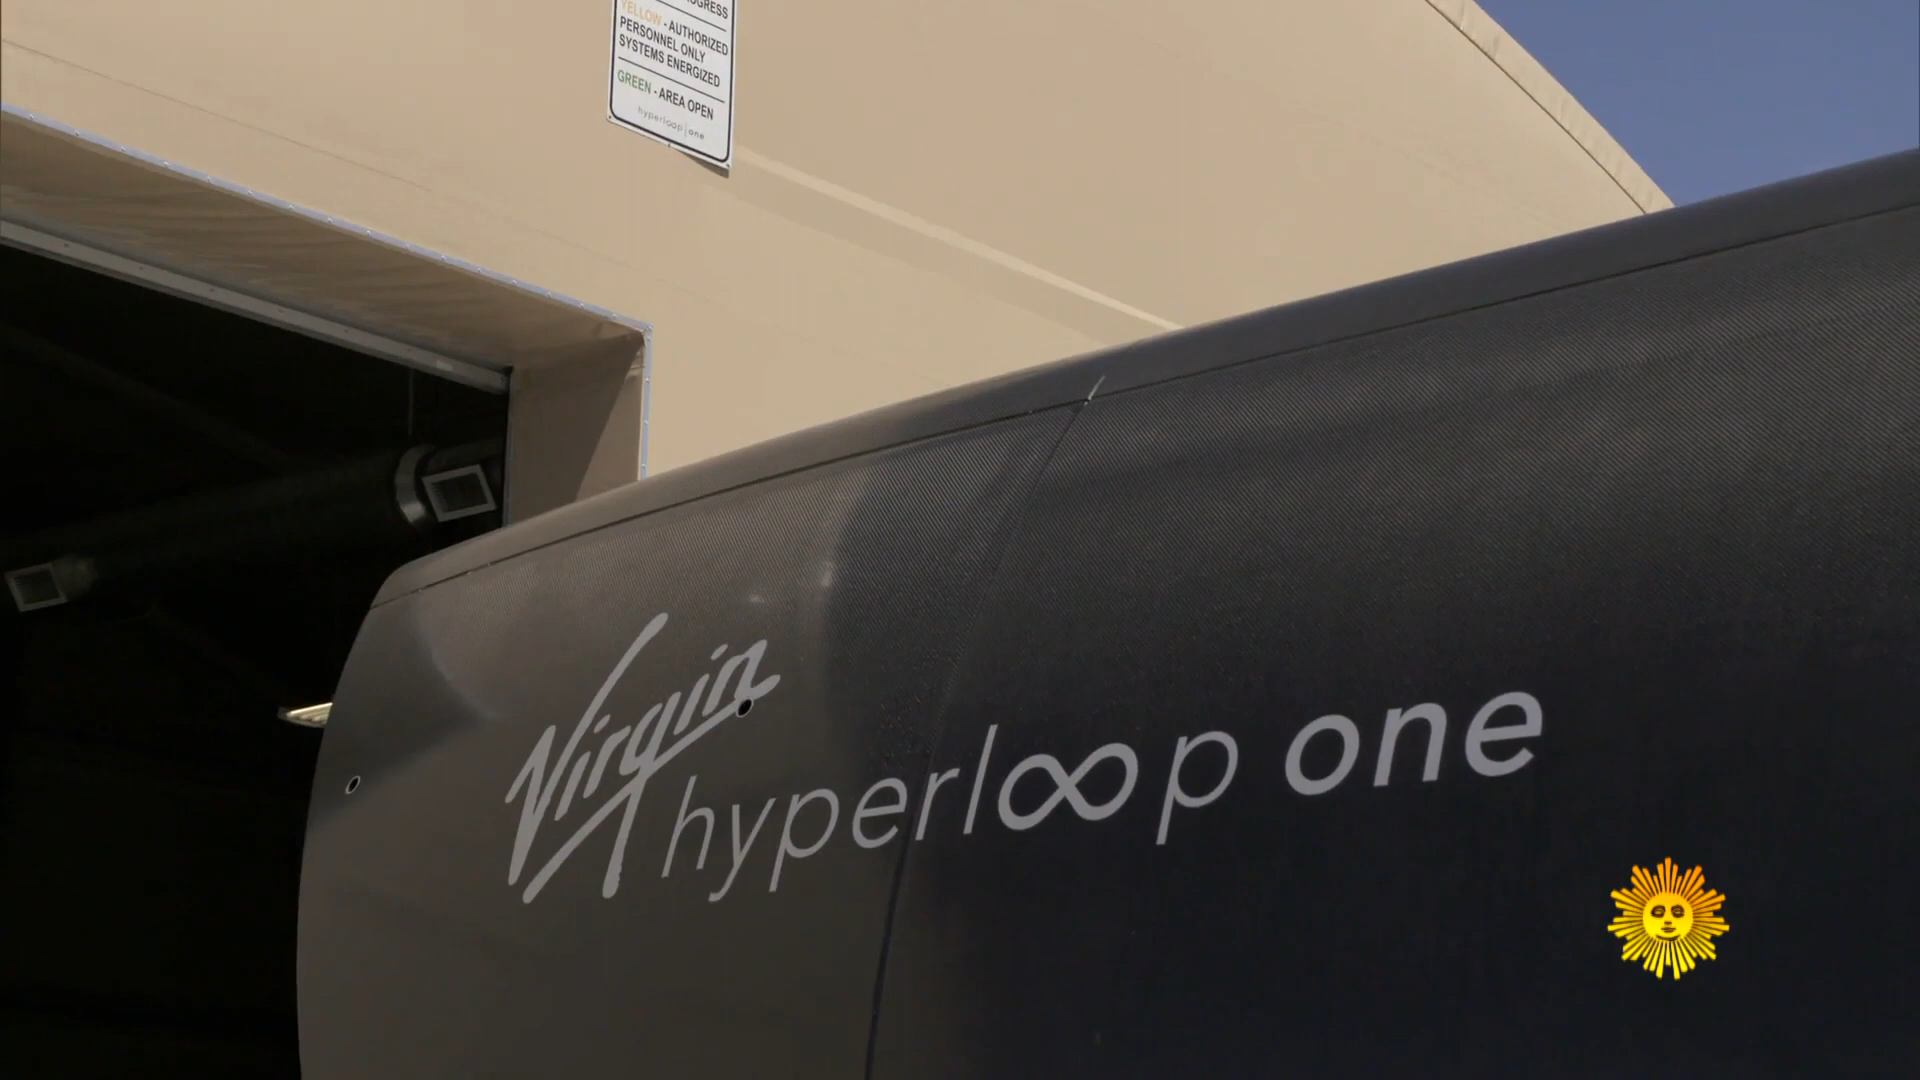 YELLOW - AUTHORIZED
PERSONNEL ONLY
SYSTEMS ENERGIZED
GREEN - AREA OPEN
hyperloop | one
Virgin
hyperloop one